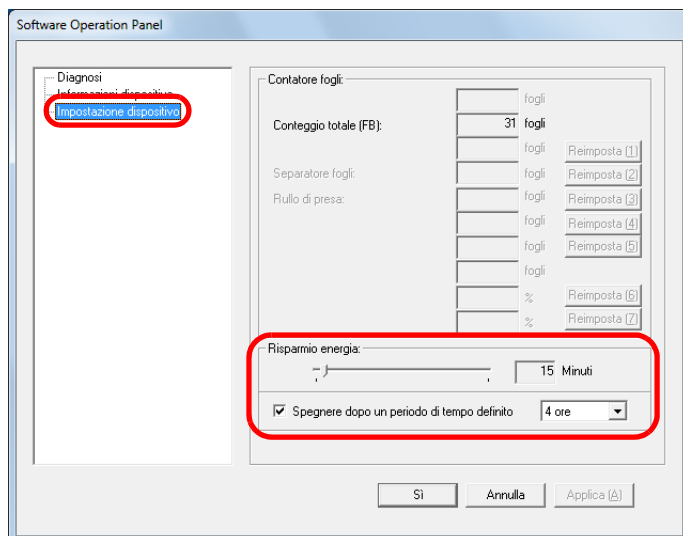 Software Operation Panel
Diagnosi
Informazioni dispositivo
Impostazione dispositivo
Contatore fogli:
fogli
Conteggio totale (FB): 31 fogli
fogli Reimposta (1)
Separatore fogli: fogli Reimposta (2)
Rullo di presa: fogli Reimposta (3)
fogli Reimposta (4)
fogli Reimposta (5)
fogli
% Reimposta (6)
% Reimposta (7)
Risparmio energia:
15 Minuti
Spegnere dopo un periodo di tempo definito 4 ore
Sì Annulla Applica (A)